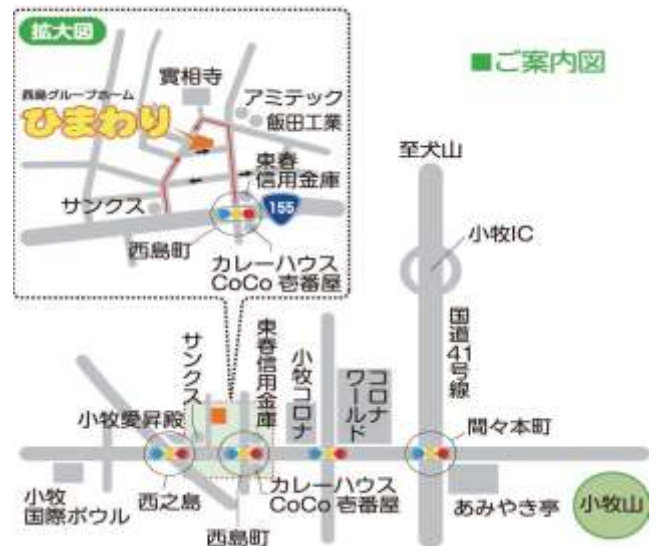 拡大図
■ご案内図
實相寺
西島グループホーム
ひまわり
アミテック
飯田工業
東春
信用金庫
サンクス
155
西島町
カレーハウス
CoCo 壱番屋
至犬山
小牧IC
国道41号線
サンクス
東春信用金庫
小牧コロナ
コロナ
ワールド
小牧愛昇殿
間々本町
小牧
国際ボウル
西之島
西島町
カレーハウス
CoCo 壱番屋
あみやき亭
小牧山